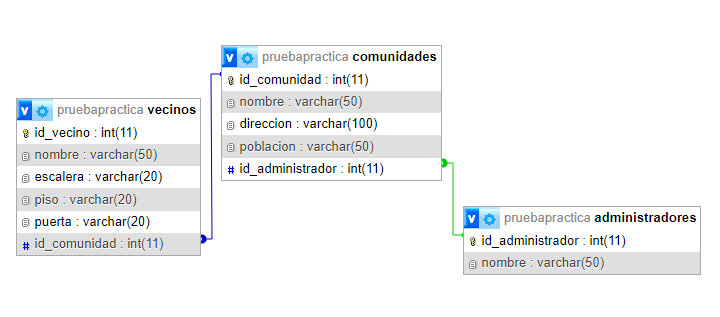 pruebapractica vecinos
id_vecino : int(11)
nombre : varchar(50)
escalera : varchar(20)
piso : varchar(20)
puerta : varchar(20)
# id_comunidad : int(11)
pruebapractica comunidades
id_comunidad : int(11)
nombre : varchar(50)
direccion : varchar(100)
poblacion : varchar(50)
# id_administrador : int(11)
pruebapractica administradores
id_administrador : int(11)
nombre : varchar(50)